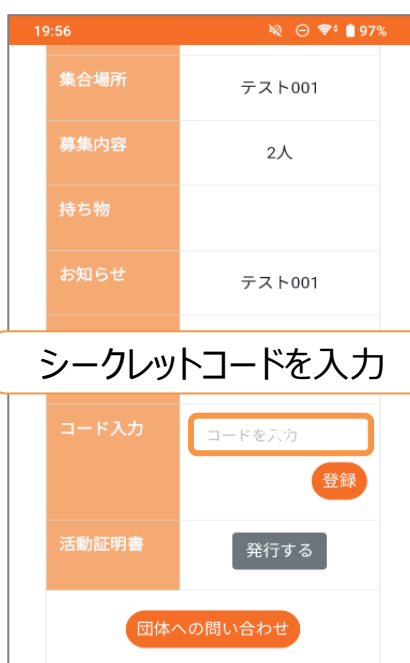 19:56 97%
集合場所 テスト001
募集内容 2人
持ち物
お知らせ テスト001
シークレットコードを入力
コード入力 コードを入力
登録
活動証明書 発行する
団体への問い合わせ